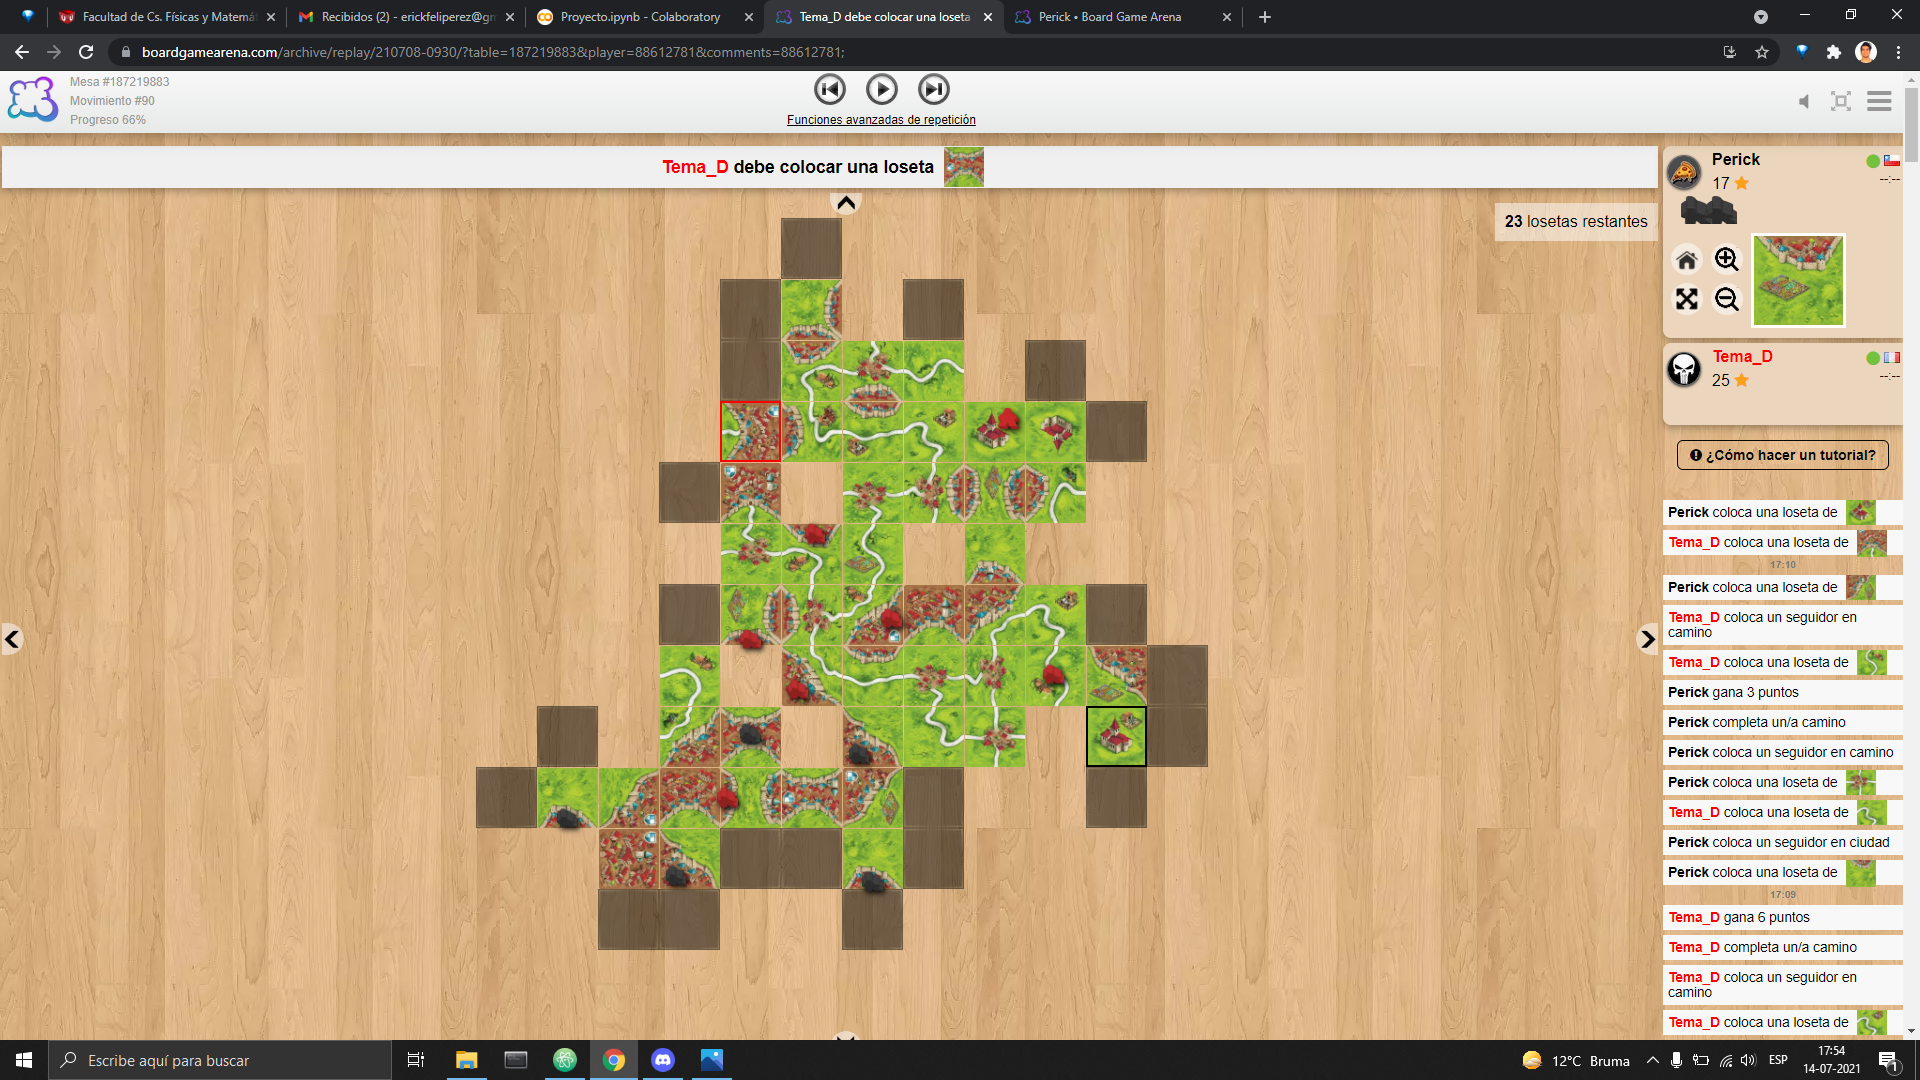 Facultad de Cs. Físicas y Matemát
Recibidos (2) - erickfeliperez@gm
Proyecto.ipynb - Colaboratory
Tema_D debe colocar una loseta
Perick • Board Game Arena
boardgamearena.com/archive/replay/210708-0930/?table=187219883&player=88612781&comments=88612781;
Mesa #187219883
Movimiento #90
Progreso 66%
Funciones avanzadas de repetición
Tema_D debe colocar una loseta
23 losetas restantes
Perick
17
--:--
Tema_D
25
--:--
¿Cómo hacer un tutorial?
Perick coloca una loseta de
Tema_D coloca una loseta de
17:10
Perick coloca una loseta de
Tema_D coloca un seguidor en
camino
Tema_D coloca una loseta de
Perick gana 3 puntos
Perick completa un/a camino
Perick coloca un seguidor en camino
Perick coloca una loseta de
Tema_D coloca una loseta de
Perick coloca un seguidor en ciudad
Perick coloca una loseta de
17:09
Tema_D gana 6 puntos
Tema_D completa un/a camino
Tema_D coloca un seguidor en
camino
Tema_D coloca una loseta de
Escribe aquí para buscar
12°C Bruma
ESP
17:54
14-07-2021
1